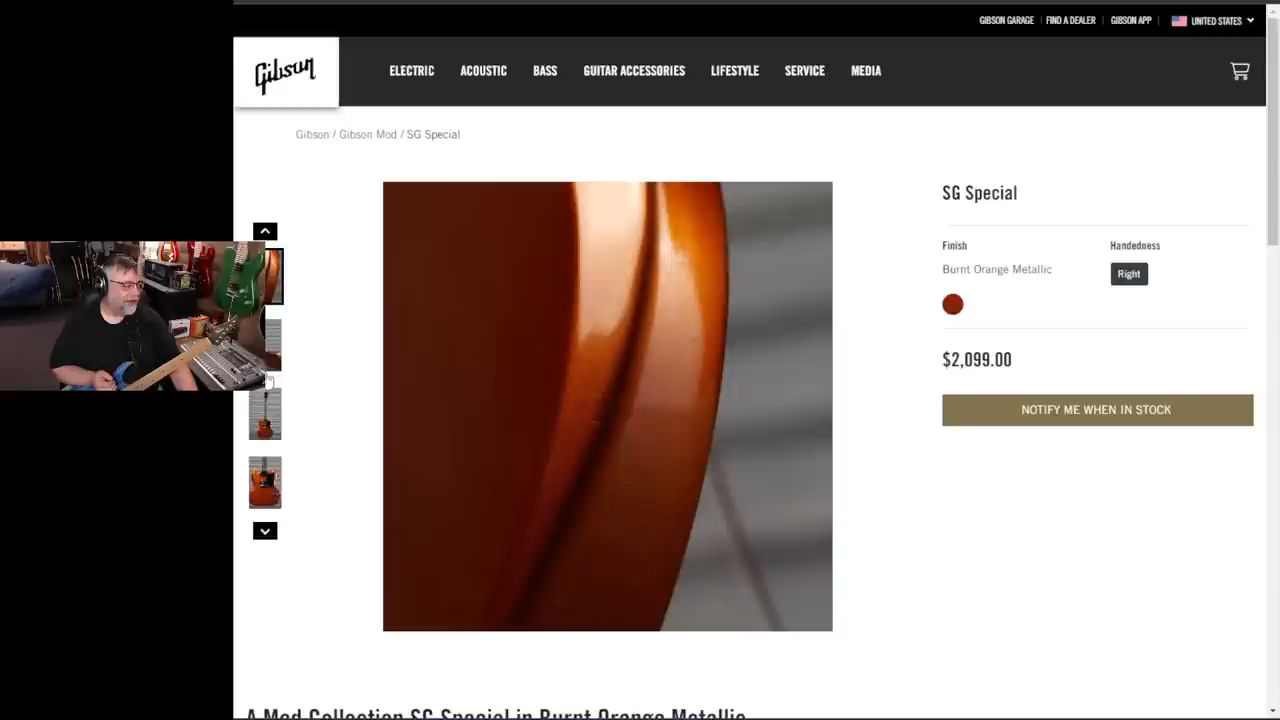 GIBSON GARAGE | FIND A DEALER | GIBSON APP | UNITED STATES
Gibson
ELECTRIC ACOUSTIC BASS GUITAR ACCESSORIES LIFESTYLE SERVICE MEDIA
Gibson / Gibson Mod / SG Special
SG Special
Finish
Handedness
Burnt Orange Metallic
Right
$2,099.00
NOTIFY ME WHEN IN STOCK
A Mod Collection SG Special in Burnt Orange Metallic